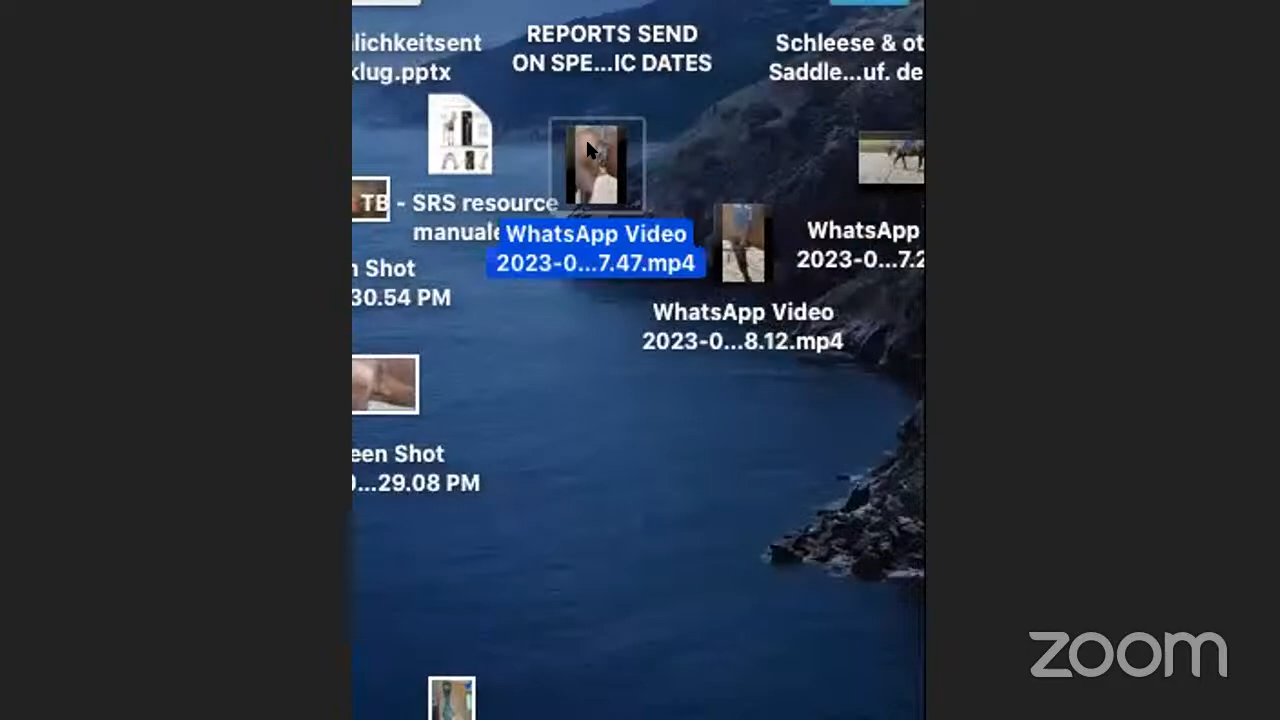 lichkeitsent
klug.pptx
REPORTS SEND
ON SPE...IC DATES
Schleese & ot
Saddle...uf. de
TB - SRS resource
manuale
WhatsApp Video
2023-0...7.47.mp4
WhatsApp
2023-0...7.2
n Shot
30.54 PM
WhatsApp Video
2023-0...8.12.mp4
een Shot
0...29.08 PM
zoom